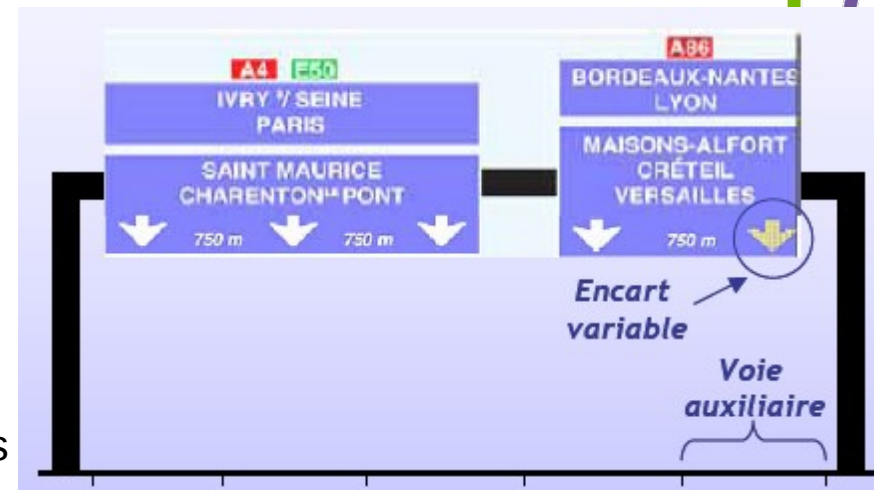 A4 E50
IVRY S/ SEINE
PARIS
SAINT MAURICE
CHARENTON LE PONT
750 m 750 m
A86
BORDEAUX-NANTES
LYON
MAISONS-ALFORT
CRÉTEIL
VERSAILLES
750 m
Encart
variable
Voie
auxiliaire
s